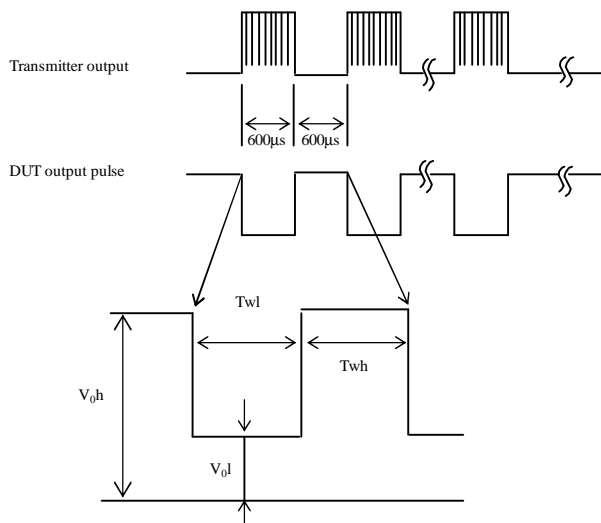 Transmitter output
600μs 600μs
DUT output pulse
Twl
Twh
V₀h
V₀l